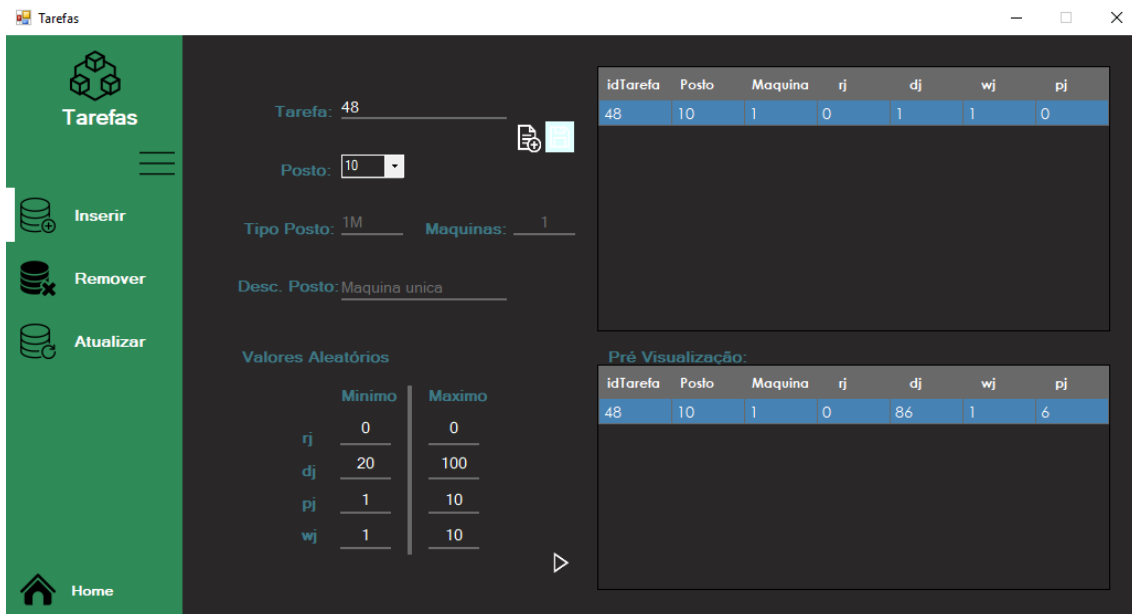 Tarefas
Tarefas
Inserir
Remover
Atualizar
Home
Tarefa: 48
Posto: 10
Tipo Posto: 1M Maquinas: 1
Desc. Posto: Maquina unica
Valores Aleatórios
Minimo Maximo
rj 0 0
dj 20 100
pj 1 10
wj 1 10
idTarefa Posto Maquina rj dj wj pj
48 10 1 0 1 1 0
Pré Visualização:
idTarefa Posto Maquina rj dj wj pj
48 10 1 0 86 1 6